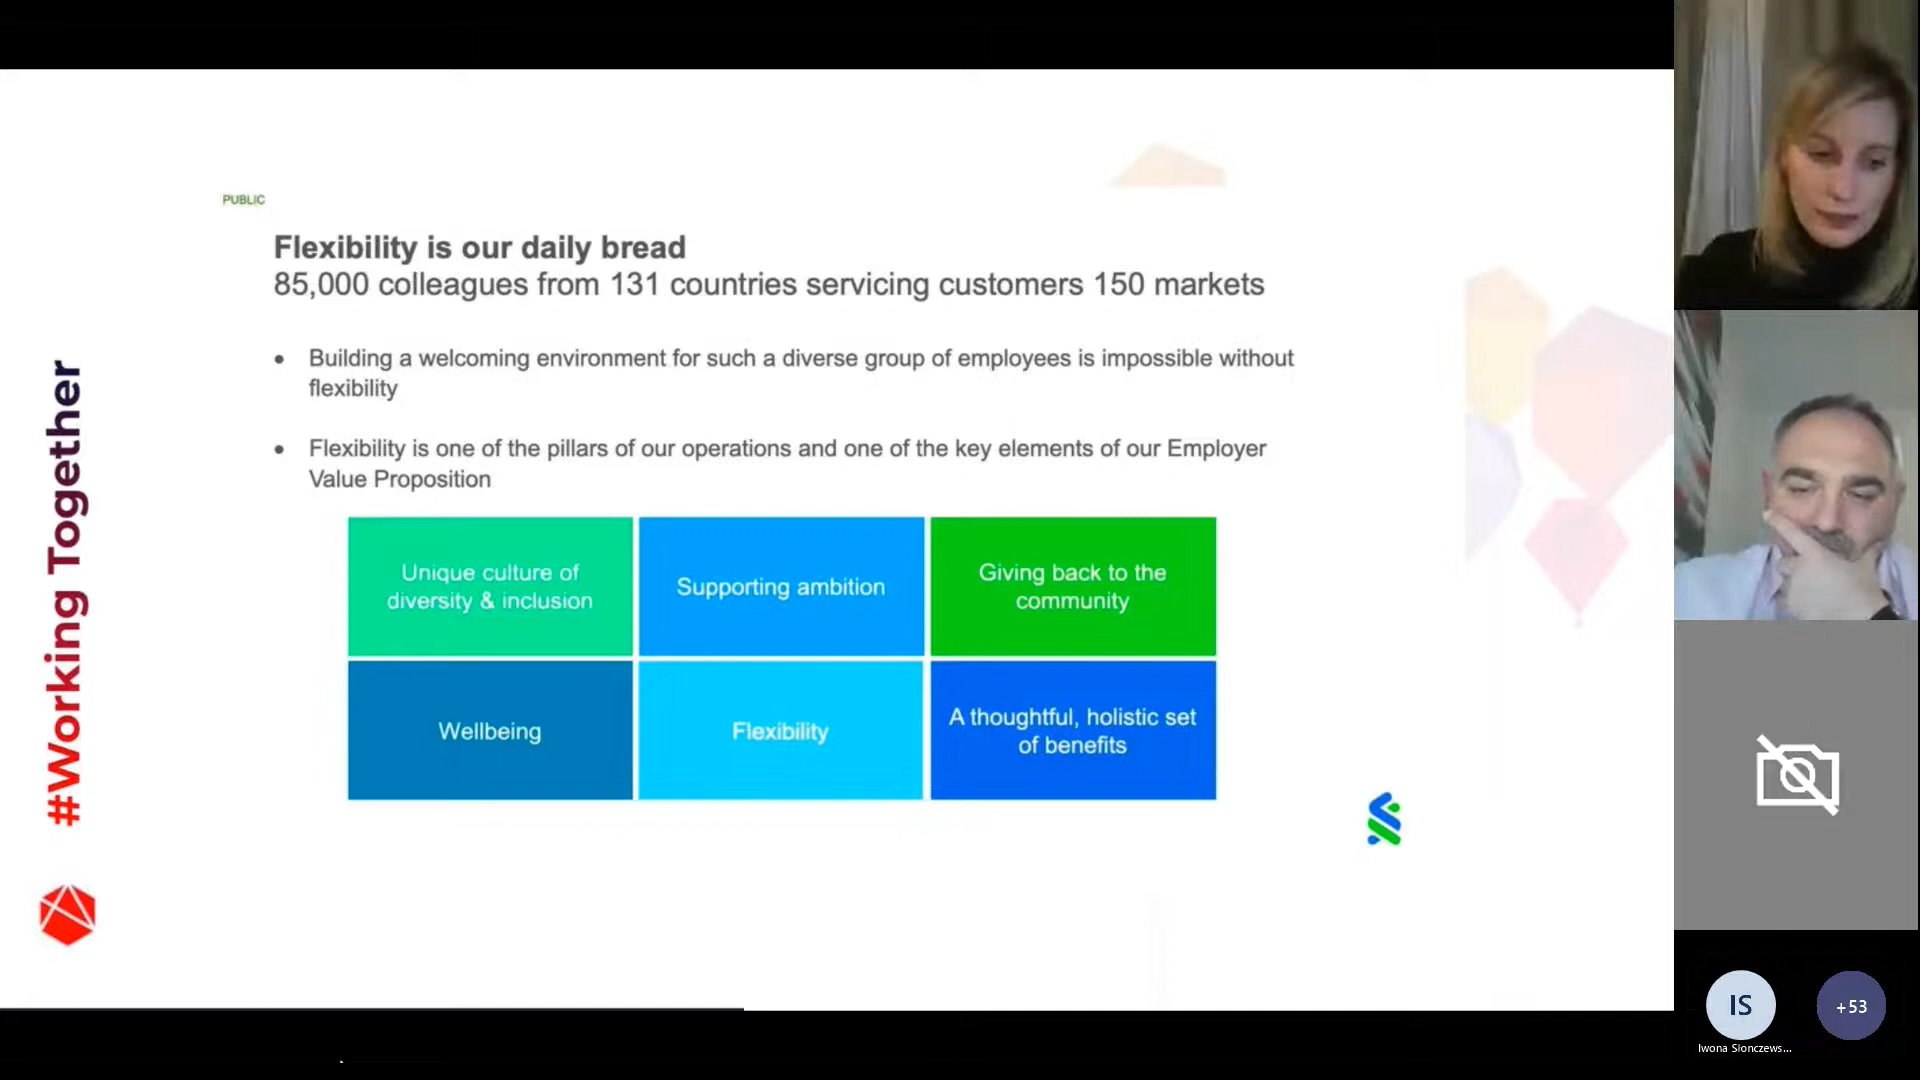 PUBLIC
Flexibility is our daily bread
85,000 colleagues from 131 countries servicing customers 150 markets
• Building a welcoming environment for such a diverse group of employees is impossible without
flexibility
• Flexibility is one of the pillars of our operations and one of the key elements of our Employer
Value Proposition
Unique culture of
diversity & inclusion
Supporting ambition
Giving back to the
community
Wellbeing
Flexibility
A thoughtful, holistic set
of benefits
#Working Together
IS
+53
Iwona Slonczews...